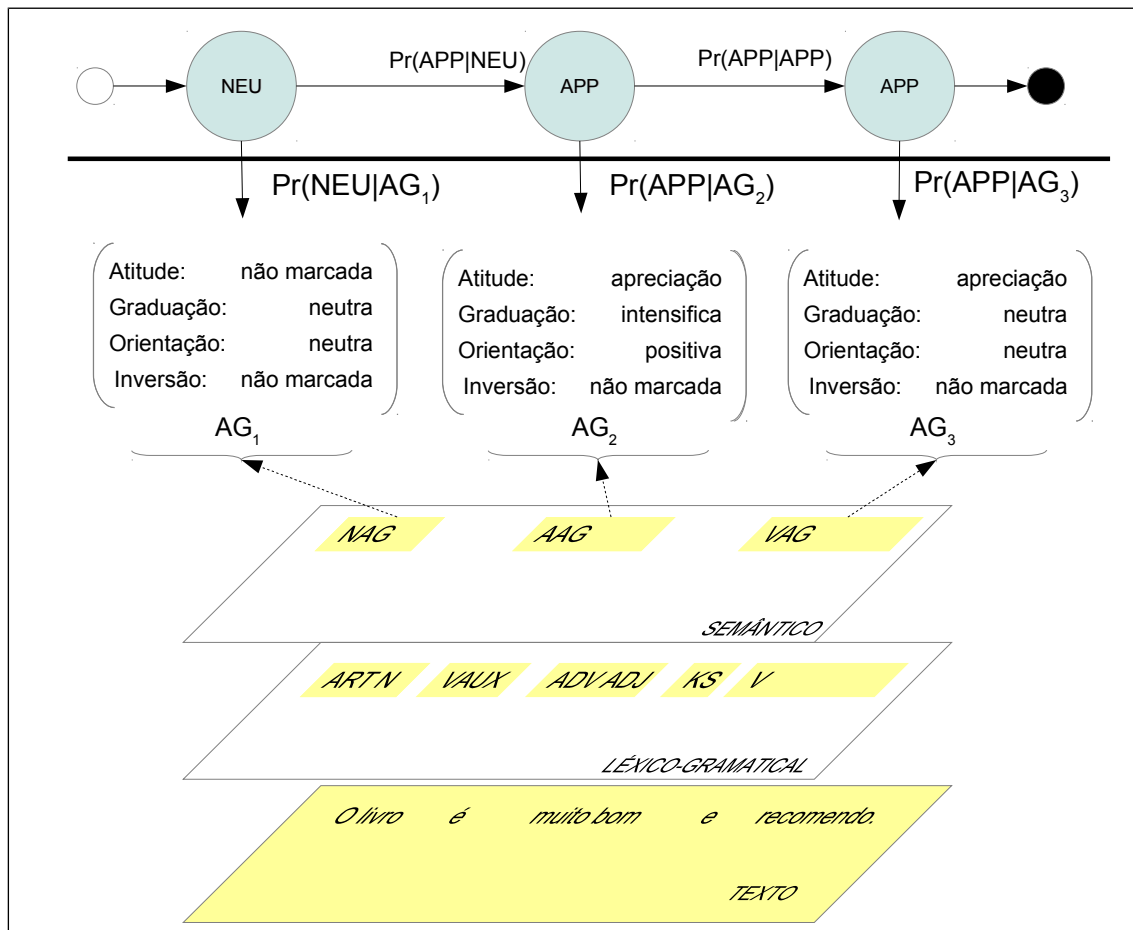 Pr(APP|NEU) Pr(APP|APP)
NEU APP APP
Pr(NEU|AG₁) Pr(APP|AG₂) Pr(APP|AG₃)
Atitude: não marcada
Graduação: neutra
Orientação: neutra
Inversão: não marcada
AG₁
Atitude: apreciação
Graduação: intensifica
Orientação: positiva
Inversão: não marcada
AG₂
Atitude: apreciação
Graduação: neutra
Orientação: neutra
Inversão: não marcada
AG₃
NAG AAG VAG
SEMÂNTICO
ART N VAUX ADV ADJ KS V
LÉXICO-GRAMATICAL
O livro é muito bom e recomendo.
TEXTO